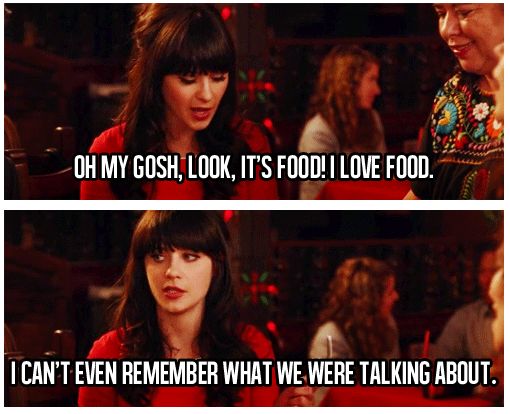 OH MY GOSH, LOOK, IT'S FOOD! I LOVE FOOD.
I CAN'T EVEN REMEMBER WHAT WE WERE TALKING ABOUT.